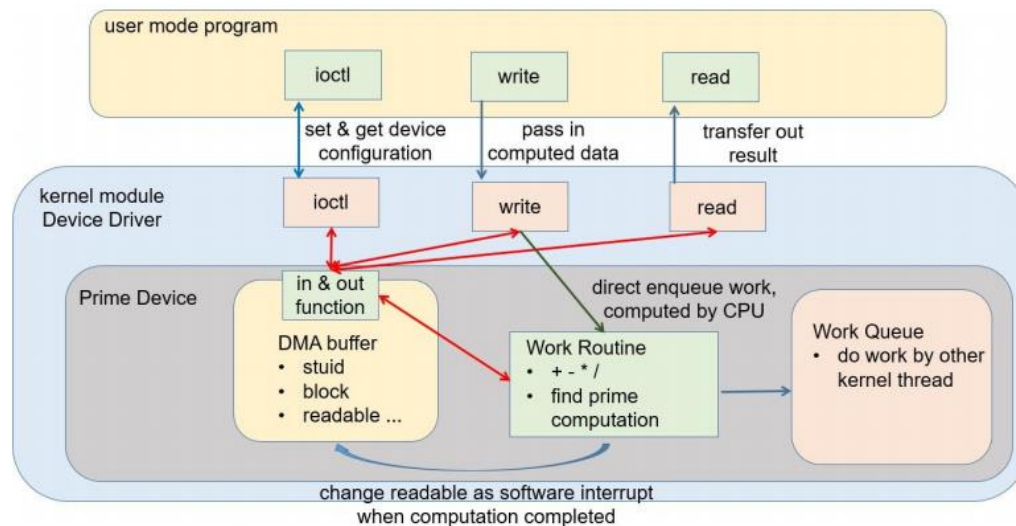 user mode program
ioctl
write
read
set & get device
configuration
pass in
computed data
transfer out
result
kernel module
Device Driver
ioctl
write
read
Prime Device
in & out
function
direct enqueue work,
computed by CPU
DMA buffer
• stuid
• block
• readable ...
Work Routine
• + - * /
• find prime
computation
Work Queue
• do work by other
kernel thread
change readable as software interrupt
when computation completed